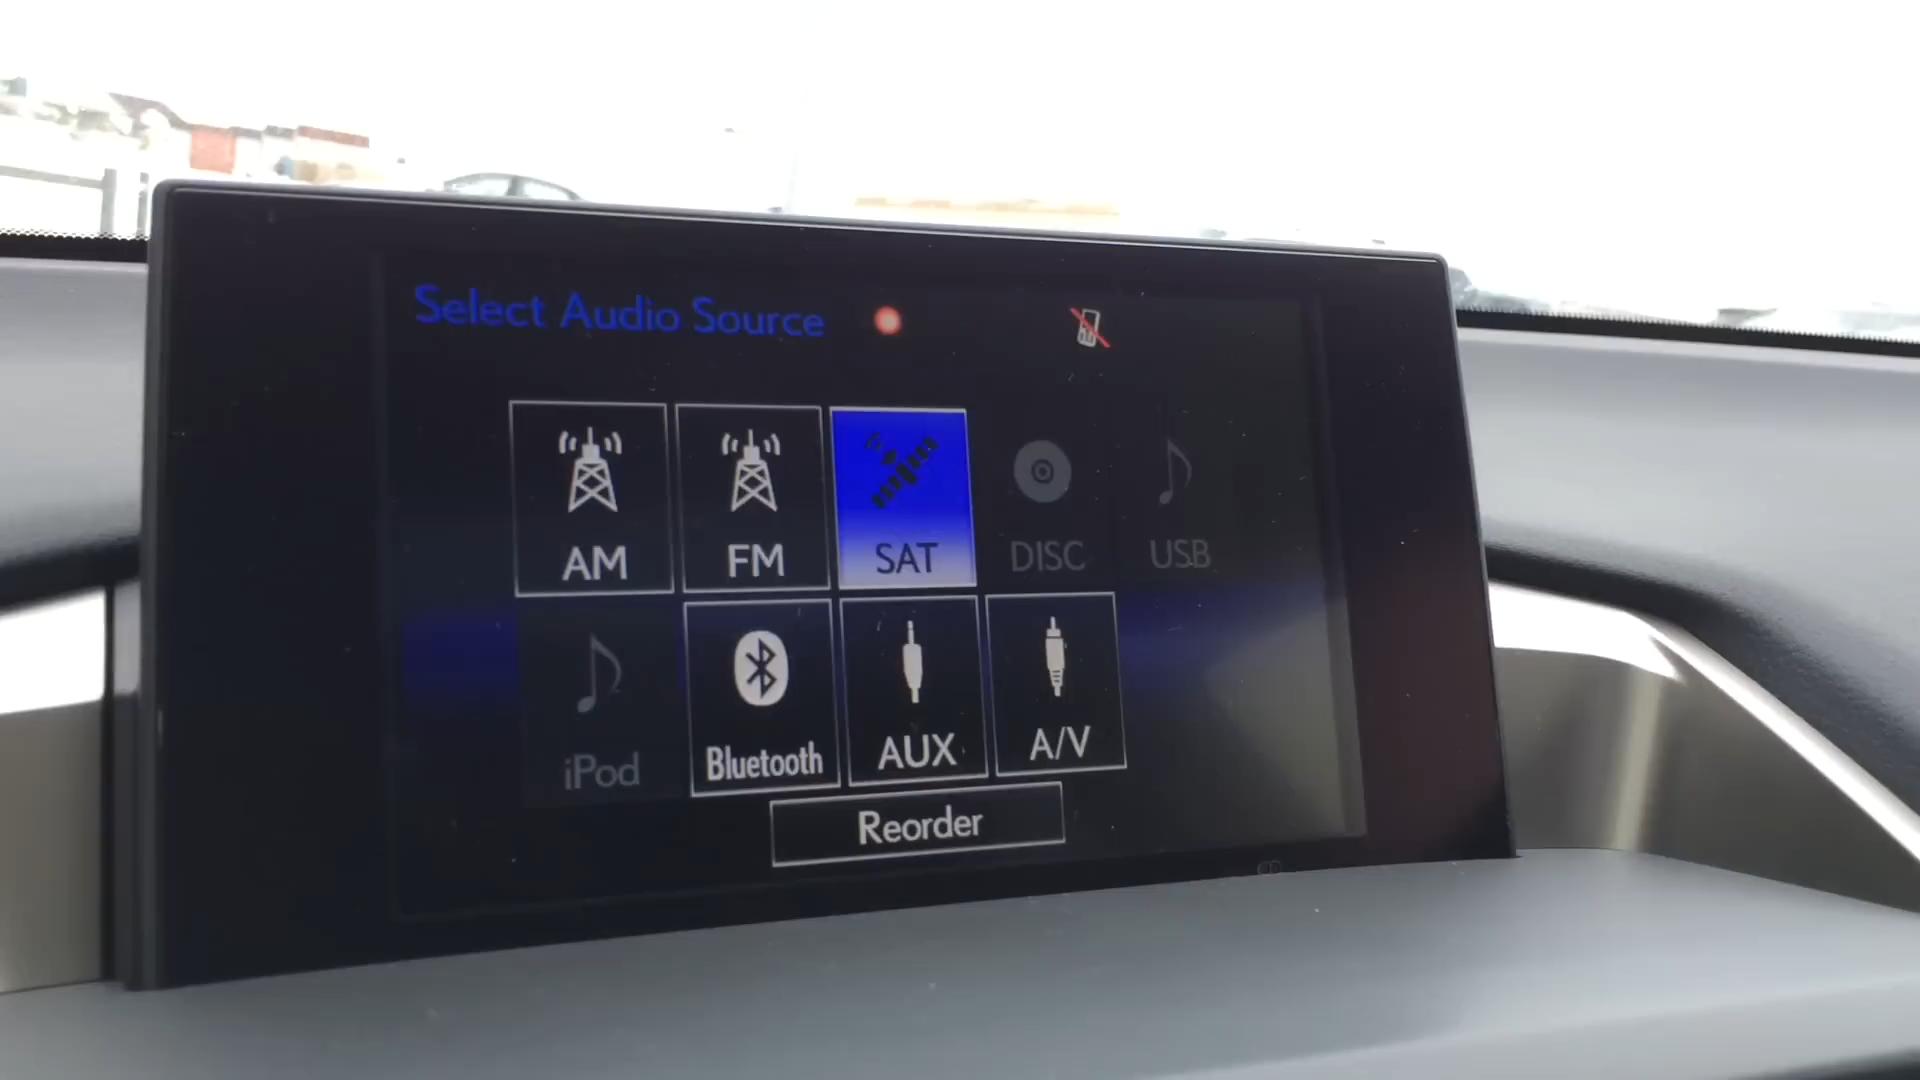 Select Audio Source
AM FM SAT DISC USB
iPod Bluetooth AUX A/V
Reorder